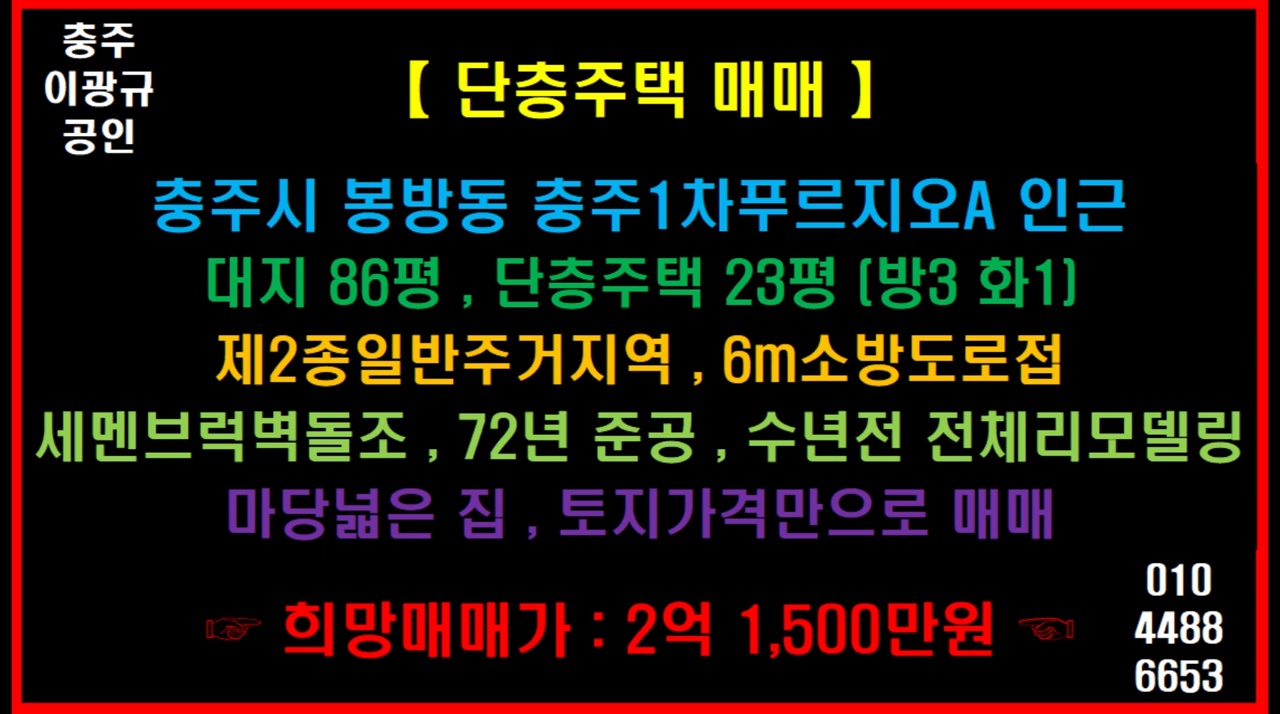 충주
이광규
공인
【 단층주택 매매 】
충주시 봉방동 충주1차푸르지오A 인근
대지 86평 , 단층주택 23평 (방3 화1)
제2종일반주거지역 , 6m소방도로접
세멘브럭벽돌조 , 72년 준공 , 수년전 전체리모델링
마당넓은 집 , 토지가격만으로 매매
☞ 희망매매가 : 2억 1,500만원 ☜
010
4488
6653